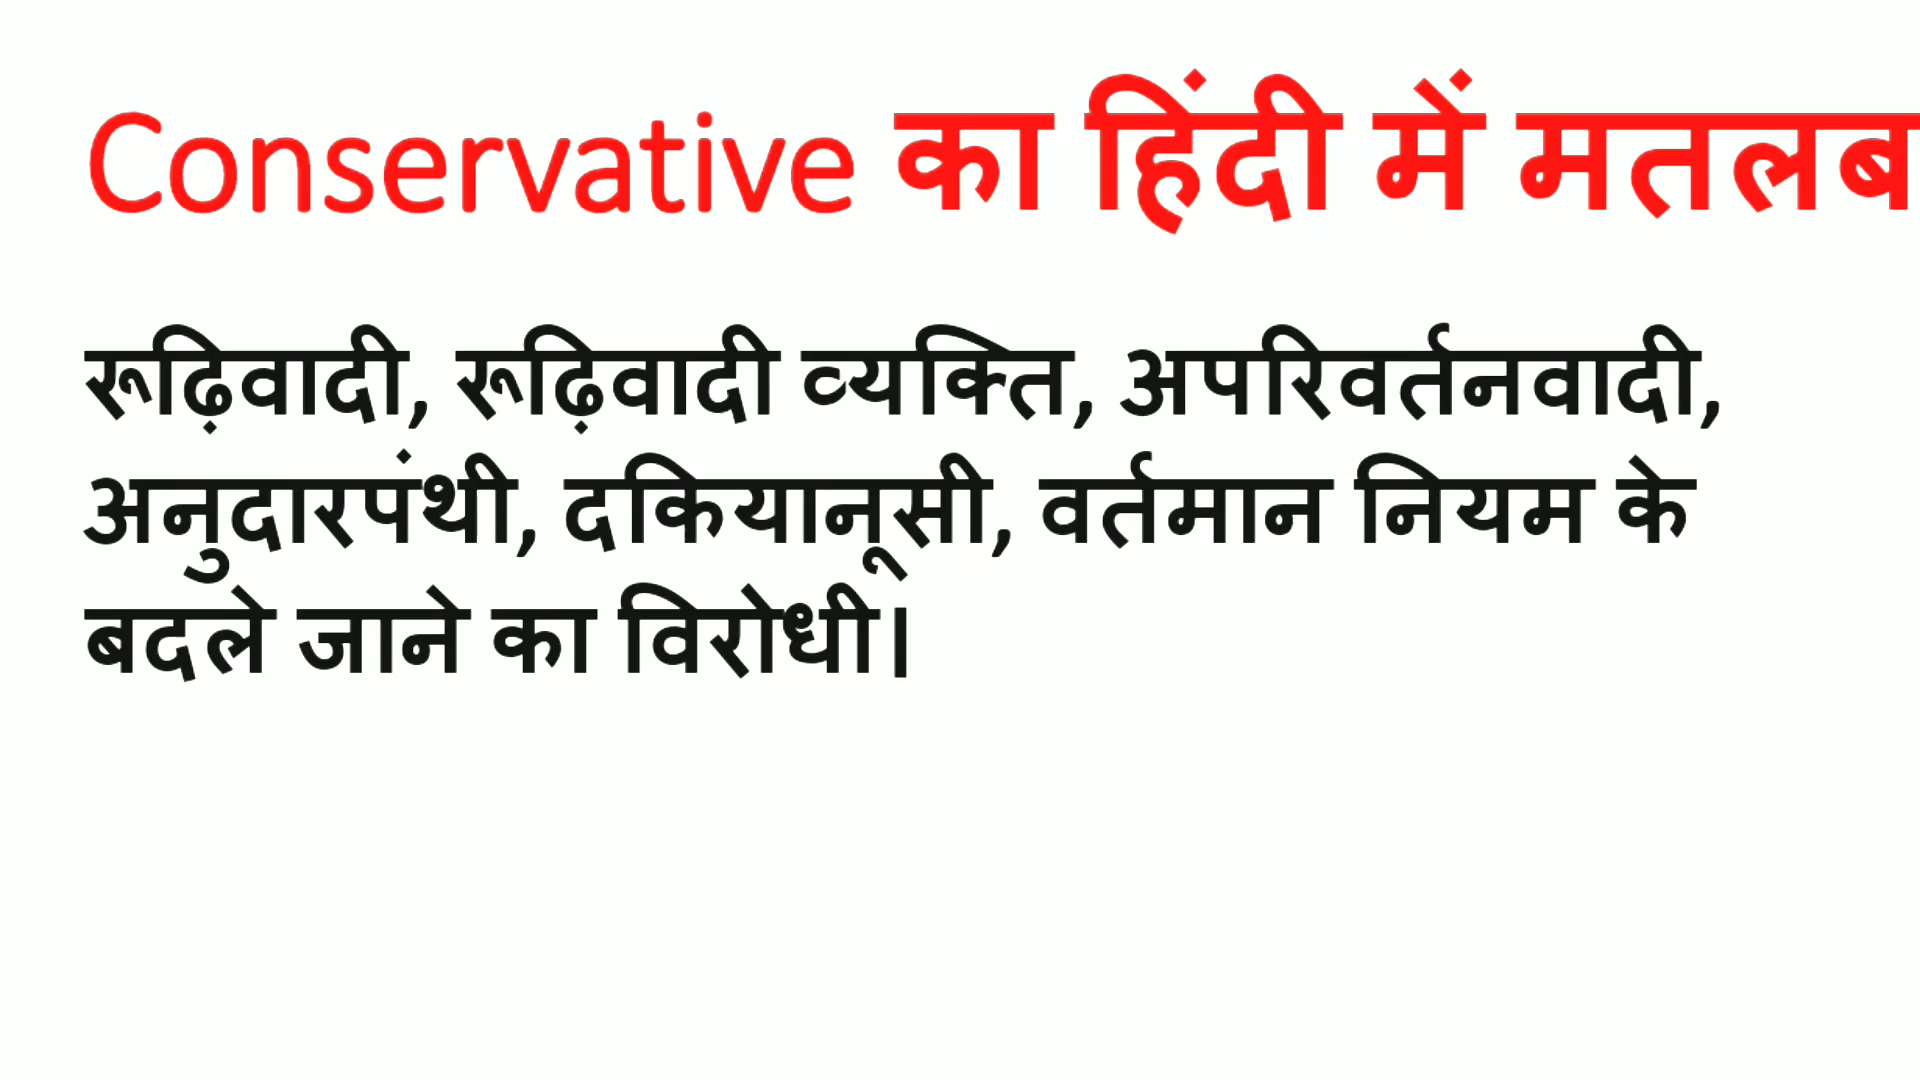 Conservative का हिंदी में मतलब
रूढ़िवादी, रूढ़िवादी व्यक्ति, अपरिवर्तनवादी,
अनुदारपंथी, दकियानूसी, वर्तमान नियम के
बदले जाने का विरोधी।